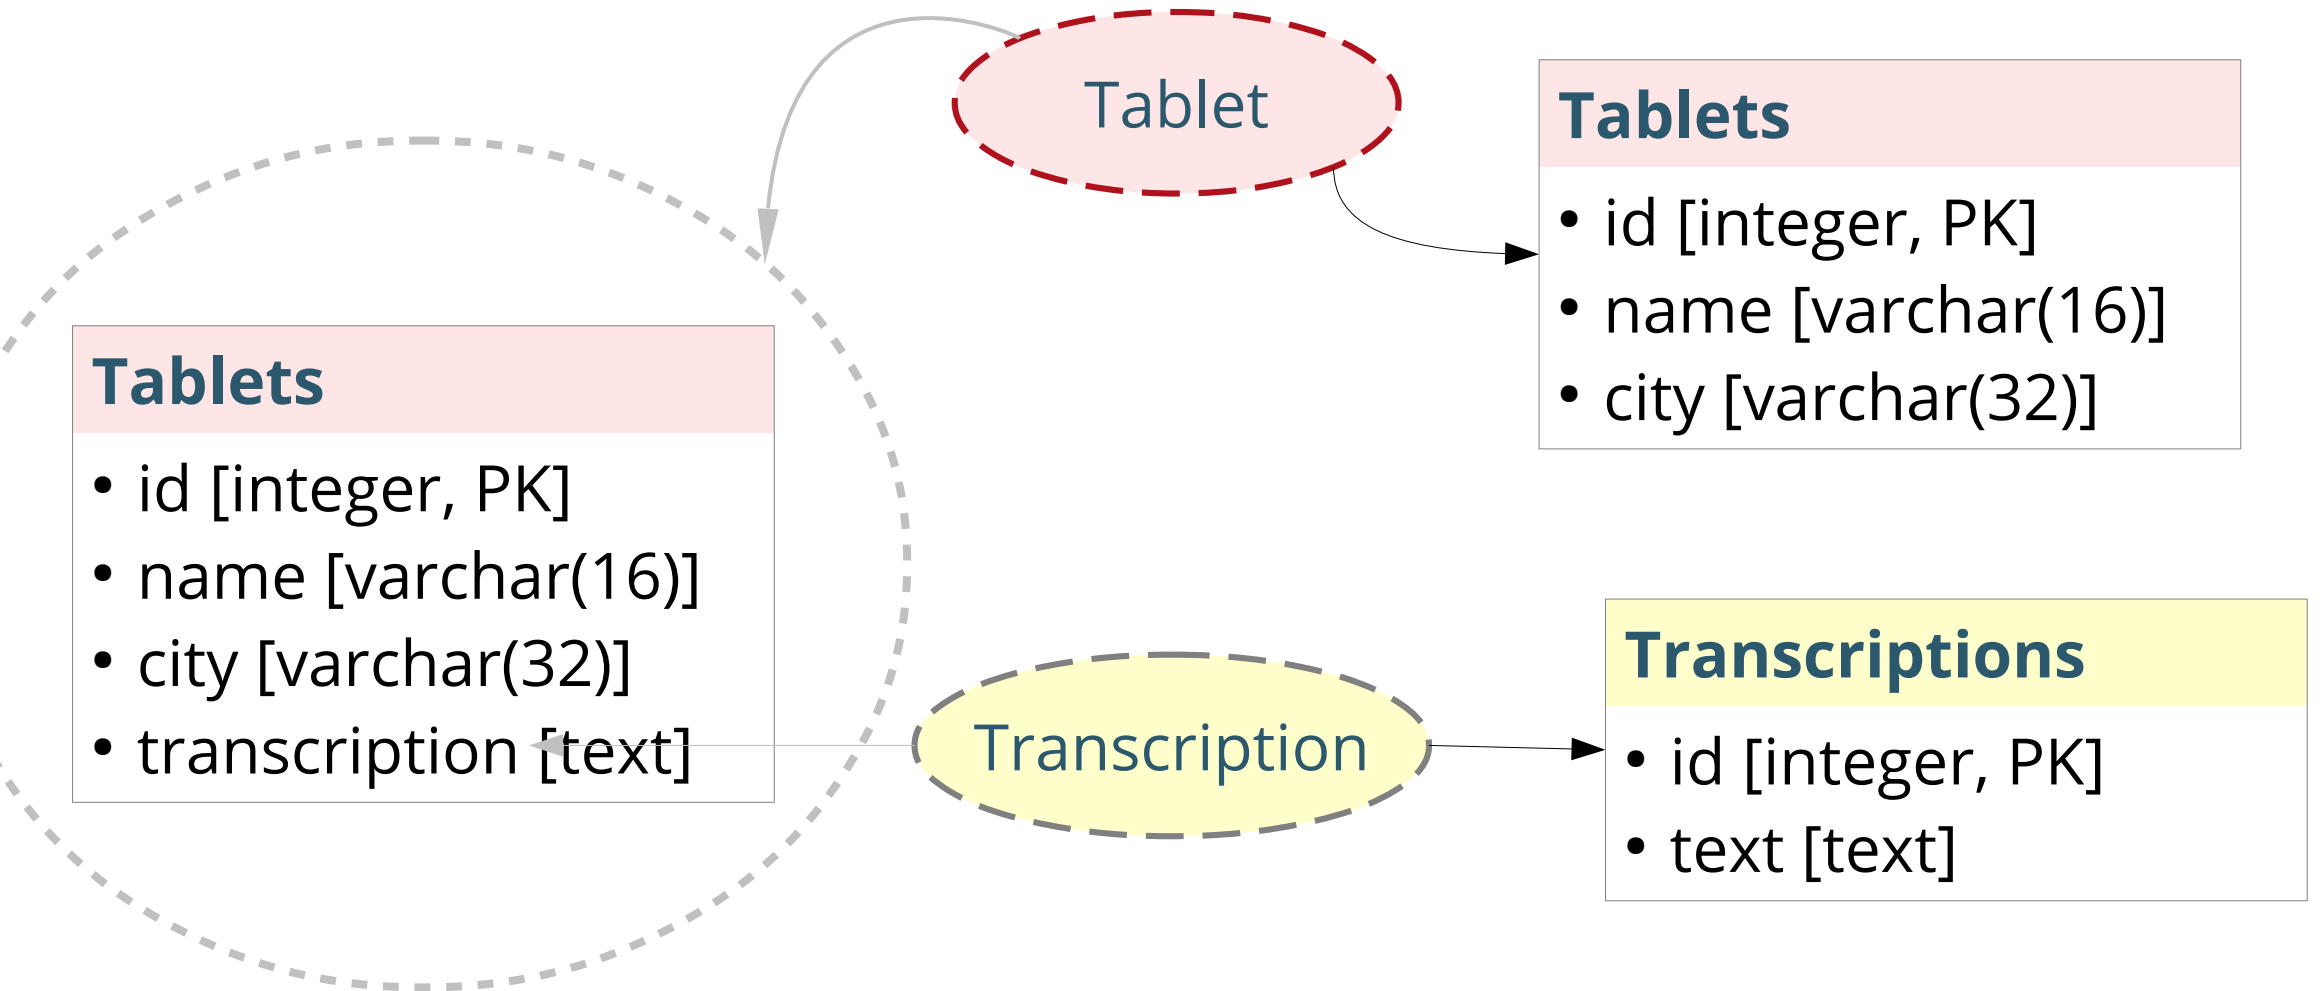 Tablet
Tablets
• id [integer, PK]
• name [varchar(16)]
• city [varchar(32)]
Tablets
• id [integer, PK]
• name [varchar(16)]
• city [varchar(32)]
• transcription [text]
Transcription
Transcriptions
• id [integer, PK]
• text [text]